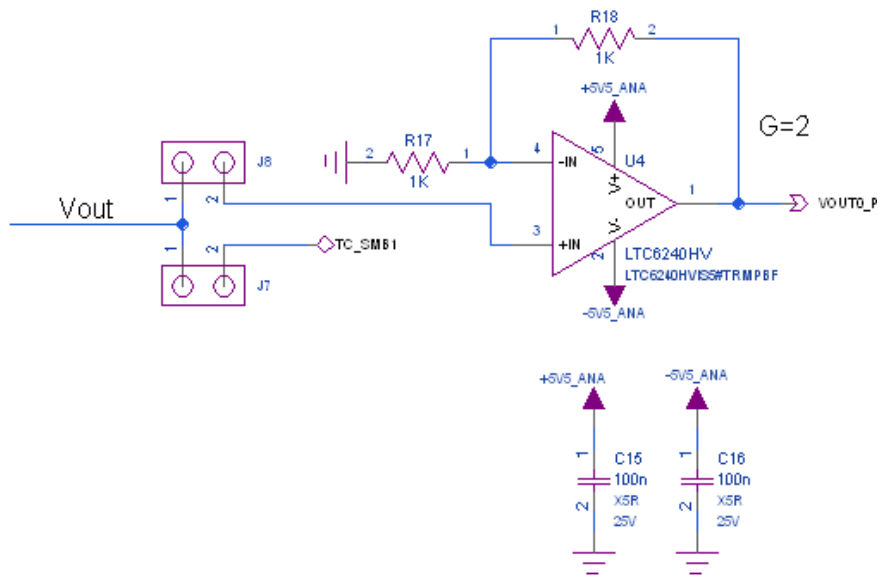 R18
1
2
1K
+5V5_ANA
G=2
R17
2
1
1K
J8
1
2
4
-IN
5
V+
U4
OUT
1
VOUT0_P
Vout
1
2
TC_SMB1
3
+IN
V-
2
LTC6240HV
LTC6240HVIS5#TRMPBF
J7
-5V5_ANA
+5V5_ANA
-5V5_ANA
1
C15
100n
2
X5R
25V
1
C16
100n
2
X5R
25V